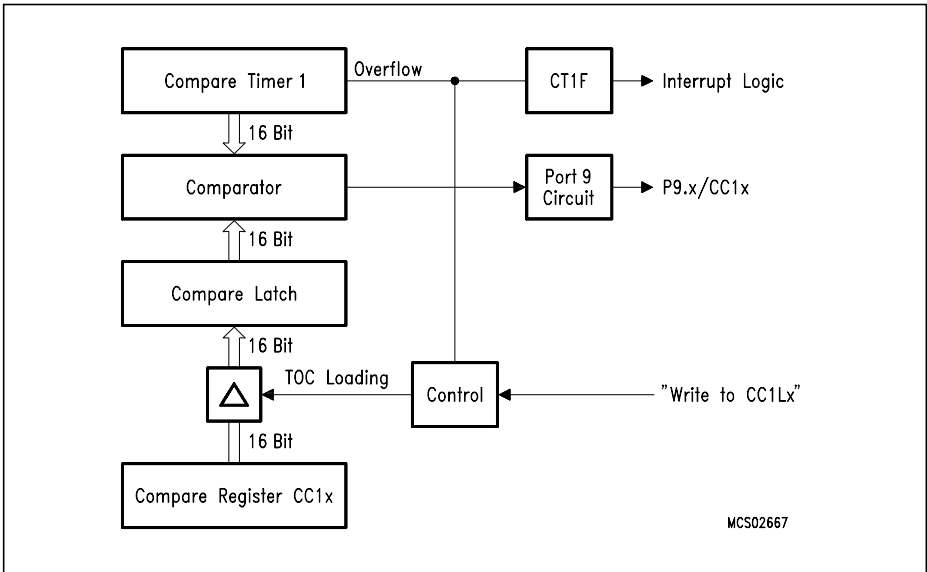 Compare Timer 1
Overflow
CT1F
Interrupt Logic
16 Bit
Comparator
Port 9
Circuit
P9.x/CC1x
16 Bit
Compare Latch
16 Bit
TOC Loading
Control
"Write to CC1Lx"
16 Bit
Compare Register CC1x
MCS02667